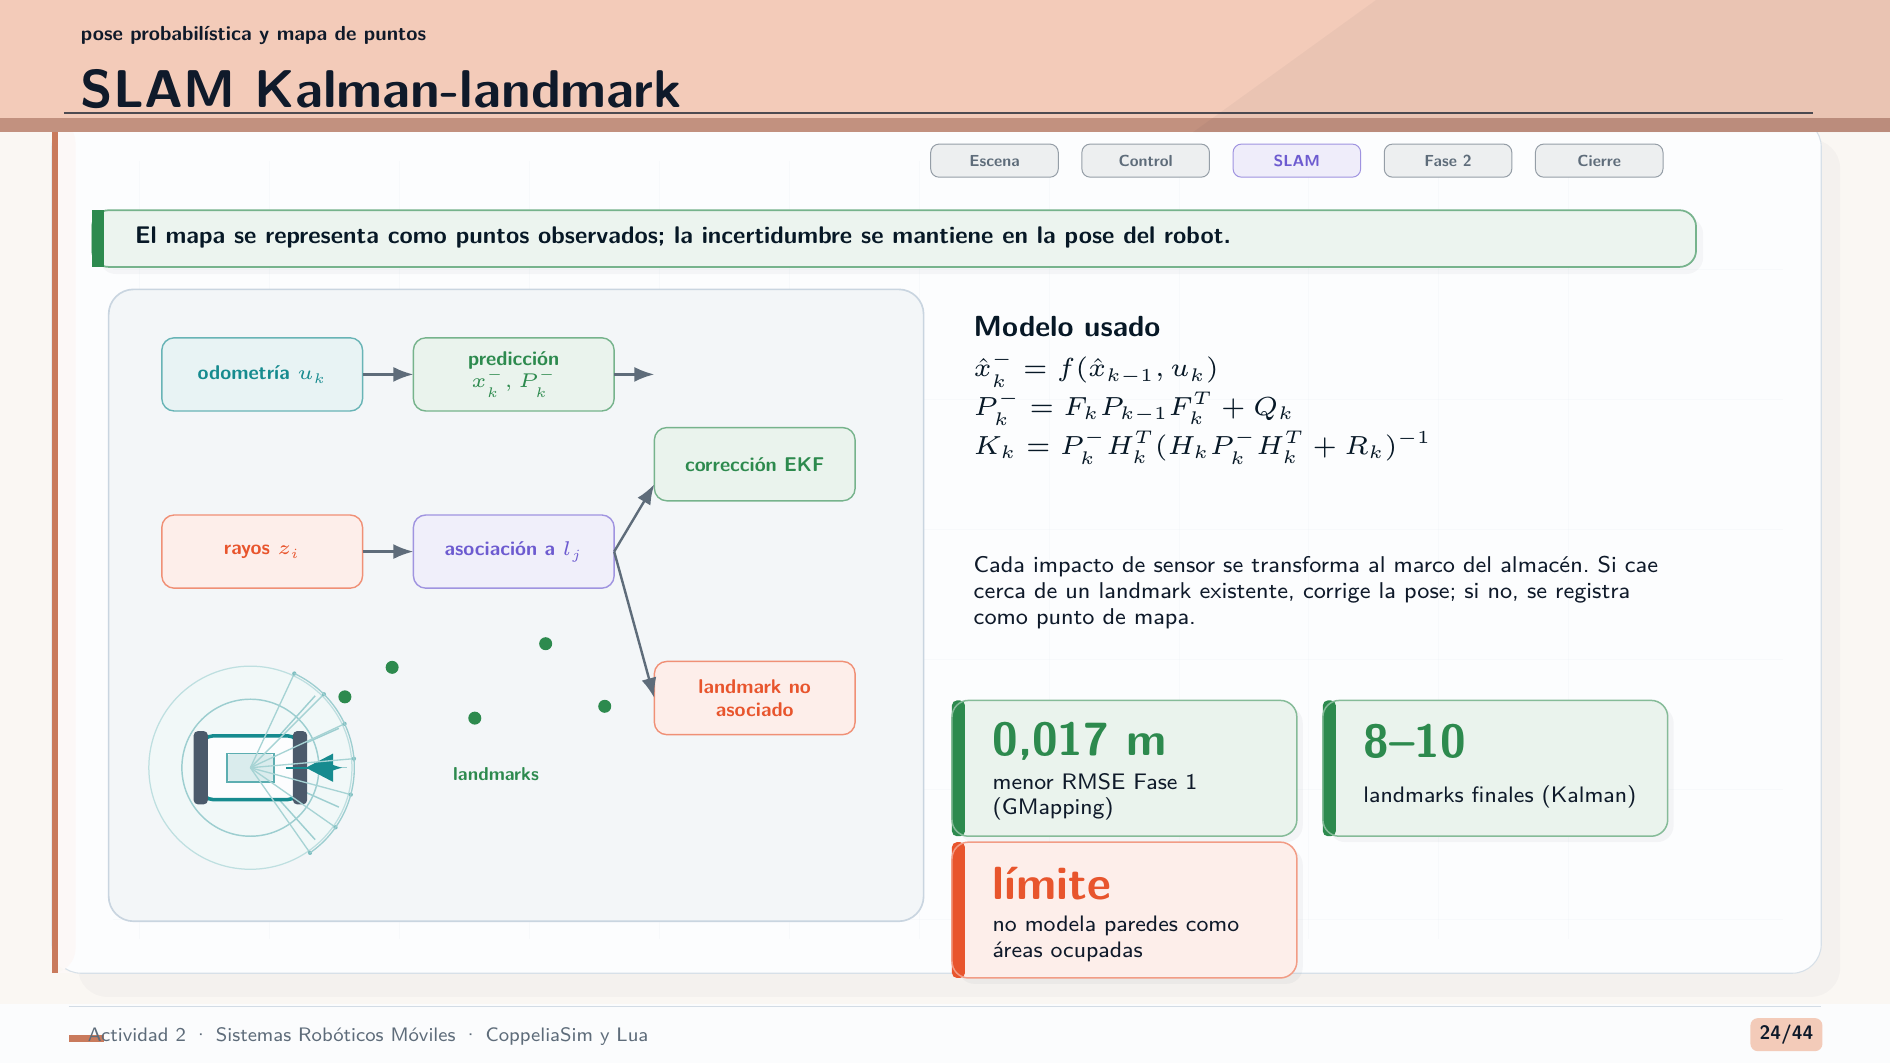 pose probabilística y mapa de puntos
SLAM Kalman-landmark
Escena
Control
SLAM
Fase 2
Cierre
El mapa se representa como puntos observados; la incertidumbre se mantiene en la pose del robot.
odometría $u_k$
predicción
$x_k^-, P_k^-$
corrección EKF
rayos $z_i$
asociación a $l_j$
landmark no
asociado
landmarks
Modelo usado
$\hat{x}_k^- = f(\hat{x}_{k-1}, u_k)$
$P_k^- = F_k P_{k-1} F_k^T + Q_k$
$K_k = P_k^- H_k^T (H_k P_k^- H_k^T + R_k)^{-1}$
Cada impacto de sensor se transforma al marco del almacén. Si cae
cerca de un landmark existente, corrige la pose; si no, se registra
como punto de mapa.
0,017 m
menor RMSE Fase 1
(GMapping)
8–10
landmarks finales (Kalman)
límite
no modela paredes como
áreas ocupadas
Actividad 2 · Sistemas Robóticos Móviles · CoppeliaSim y Lua
24/44